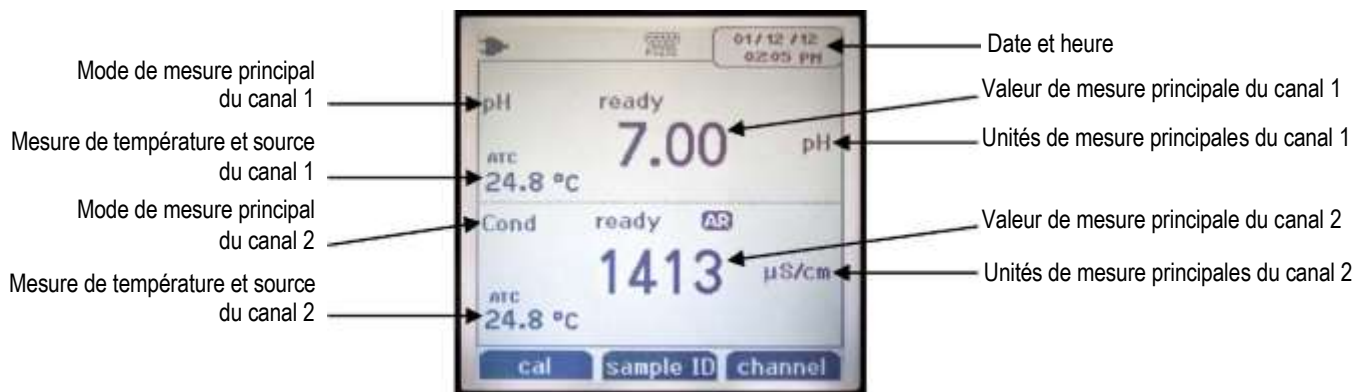 Mode de mesure principal
du canal 1
Mesure de température et source
du canal 1
Mode de mesure principal
du canal 2
Mesure de température et source
du canal 2
01/12/12
02:05 PM
pH ready
7.00 pH
ATC
24.8 °C
Cond ready AR
1413 µS/cm
ATC
24.8 °C
cal sample ID channel
Date et heure
Valeur de mesure principale du canal 1
Unités de mesure principales du canal 1
Valeur de mesure principale du canal 2
Unités de mesure principales du canal 2